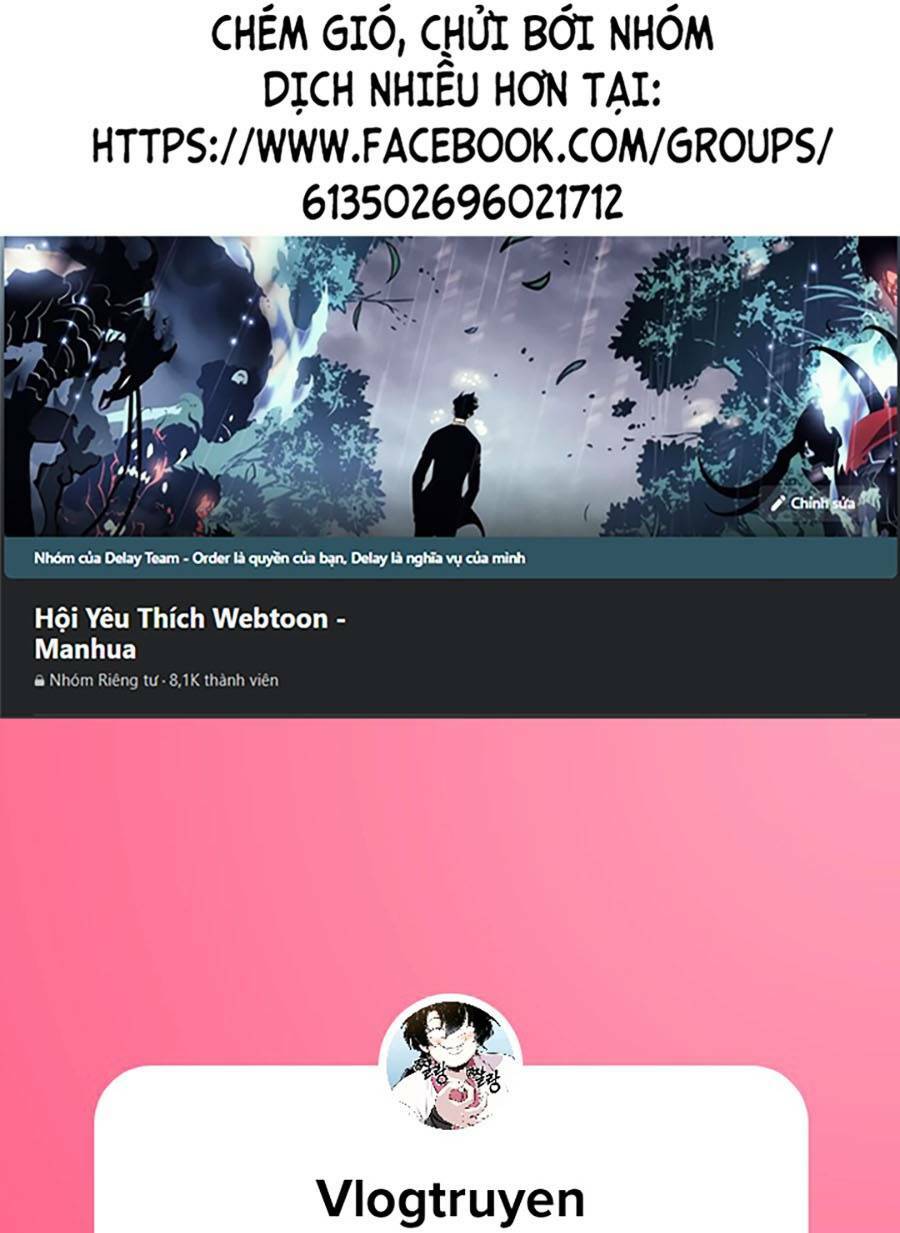 CHÉM GIÓ, CHỬI BỚI NHÓM
DỊCH NHIỀU HƠN TẠI:
HTTPS://WWW.FACEBOOK.COM/GROUPS/
613502696021712
Chỉnh sửa
Nhóm của Delay Team - Order là quyền của bạn, Delay là nghĩa vụ của mình
Hội Yêu Thích Webtoon -
Manhua
Nhóm Riêng tư · 8,1K thành viên
짤랑
짤랑
Vlogtruyen